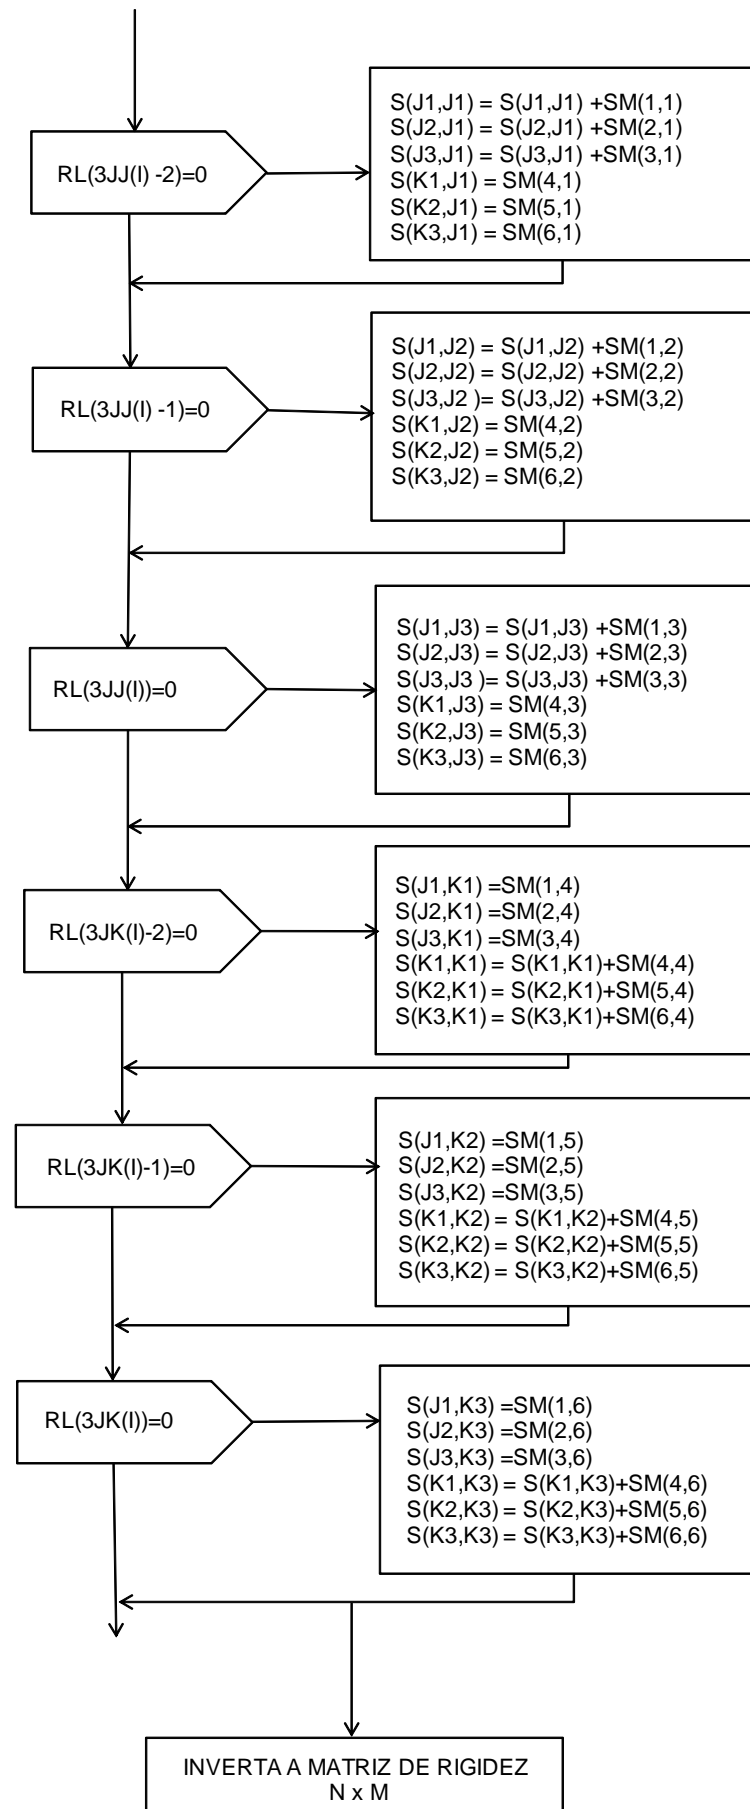 RL(3JJ(I) -2)=0
S(J1,J1) = S(J1,J1) +SM(1,1)
S(J2,J1) = S(J2,J1) +SM(2,1)
S(J3,J1) = S(J3,J1) +SM(3,1)
S(K1,J1) = SM(4,1)
S(K2,J1) = SM(5,1)
S(K3,J1) = SM(6,1)
RL(3JJ(I) -1)=0
S(J1,J2) = S(J1,J2) +SM(1,2)
S(J2,J2) = S(J2,J2) +SM(2,2)
S(J3,J2 )= S(J3,J2) +SM(3,2)
S(K1,J2) = SM(4,2)
S(K2,J2) = SM(5,2)
S(K3,J2) = SM(6,2)
RL(3JJ(I))=0
S(J1,J3) = S(J1,J3) +SM(1,3)
S(J2,J3) = S(J2,J3) +SM(2,3)
S(J3,J3 )= S(J3,J3) +SM(3,3)
S(K1,J3) = SM(4,3)
S(K2,J3) = SM(5,3)
S(K3,J3) = SM(6,3)
RL(3JK(I)-2)=0
S(J1,K1) =SM(1,4)
S(J2,K1) =SM(2,4)
S(J3,K1) =SM(3,4)
S(K1,K1) = S(K1,K1)+SM(4,4)
S(K2,K1) = S(K2,K1)+SM(5,4)
S(K3,K1) = S(K3,K1)+SM(6,4)
RL(3JK(I)-1)=0
S(J1,K2) =SM(1,5)
S(J2,K2) =SM(2,5)
S(J3,K2) =SM(3,5)
S(K1,K2) = S(K1,K2)+SM(4,5)
S(K2,K2) = S(K2,K2)+SM(5,5)
S(K3,K2) = S(K3,K2)+SM(6,5)
RL(3JK(I))=0
S(J1,K3) =SM(1,6)
S(J2,K3) =SM(2,6)
S(J3,K3) =SM(3,6)
S(K1,K3) = S(K1,K3)+SM(4,6)
S(K2,K3) = S(K2,K3)+SM(5,6)
S(K3,K3) = S(K3,K3)+SM(6,6)
INVERTA A MATRIZ DE RIGIDEZ
N x M